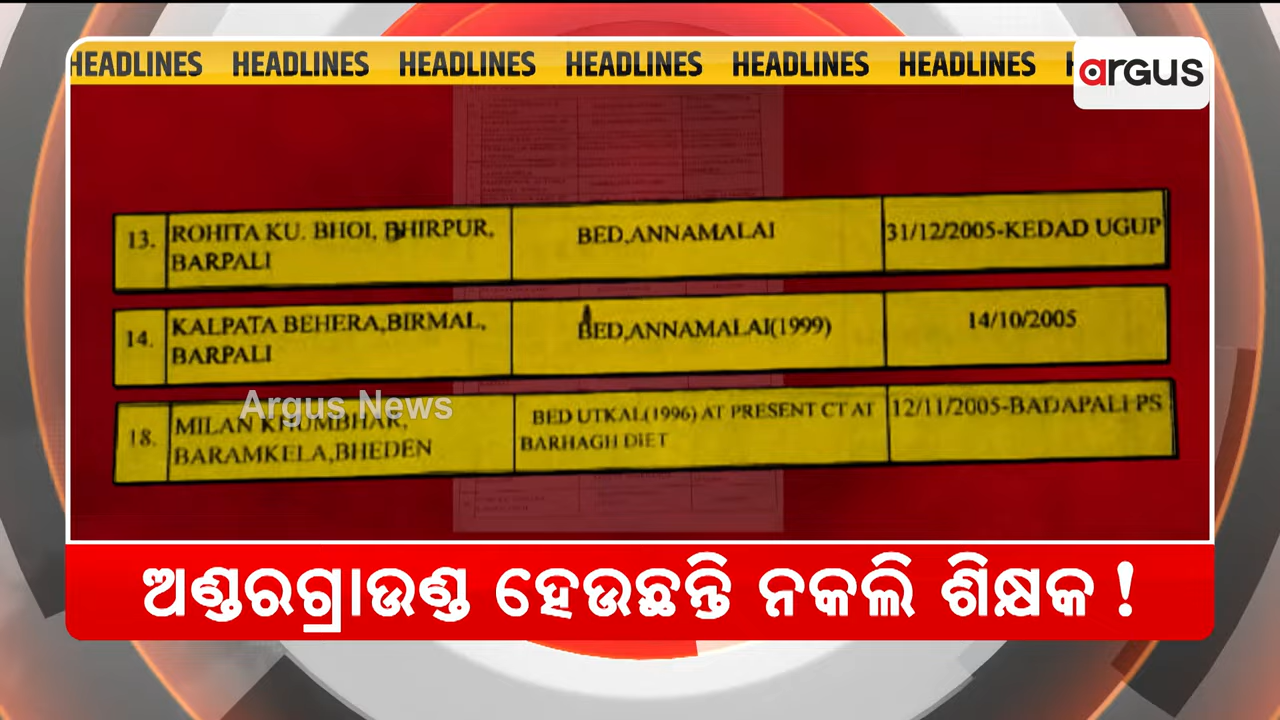 HEADLINES HEADLINES HEADLINES HEADLINES HEADLINES HEADLINES
argus
13. ROHITA KU. BHOI, BHIRPUR, BED,ANNAMALAI 31/12/2005-KEDAD UGUP
BARPALI
14. KALPATA BEHERA,BIRMAL, BED,ANNAMALAI(1999) 14/10/2005
BARPALI
Argus News
18. MILAN KHUMBHAR, BED UTKAL(1996) AT PRESENT CT AT 12/11/2005-BADAPALI PS
BARAMKELA,BHEDEN BARHAGH DIET
ଅଣ୍ଡରଗ୍ରାଉଣ୍ଡ ହେଉଛନ୍ତି ନକଲି ଶିକ୍ଷକ !